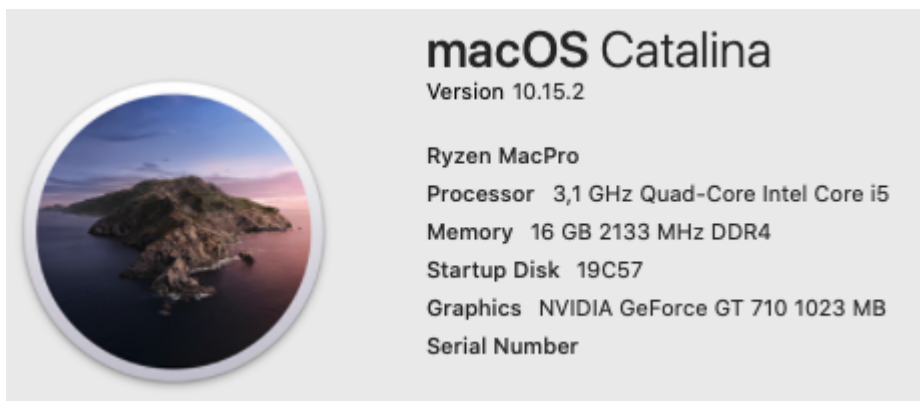 macOS Catalina
Version 10.15.2
Ryzen MacPro
Processor 3,1 GHz Quad-Core Intel Core i5
Memory 16 GB 2133 MHz DDR4
Startup Disk 19C57
Graphics NVIDIA GeForce GT 710 1023 MB
Serial Number